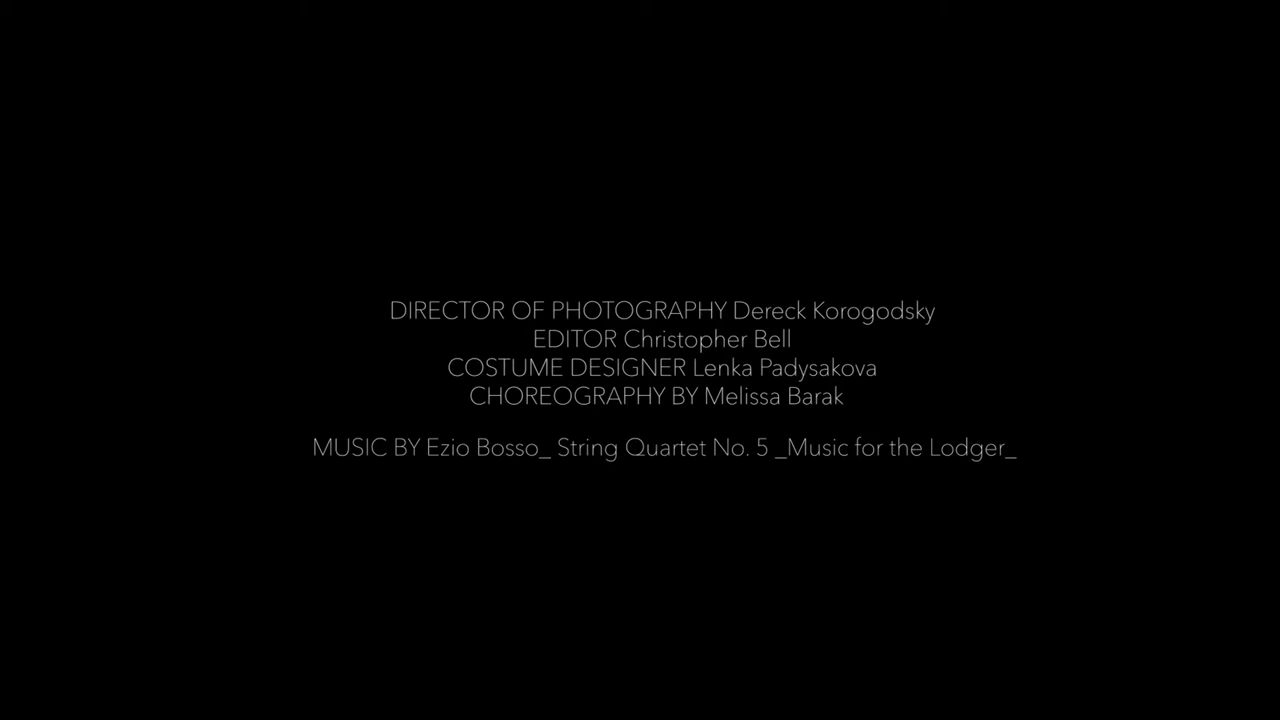 DIRECTOR OF PHOTOGRAPHY Dereck Korogodsky
EDITOR Christopher Bell
COSTUME DESIGNER Lenka Padysakova
CHOREOGRAPHY BY Melissa Barak
MUSIC BY Ezio Bosso_ String Quartet No. 5 _Music for the Lodger_